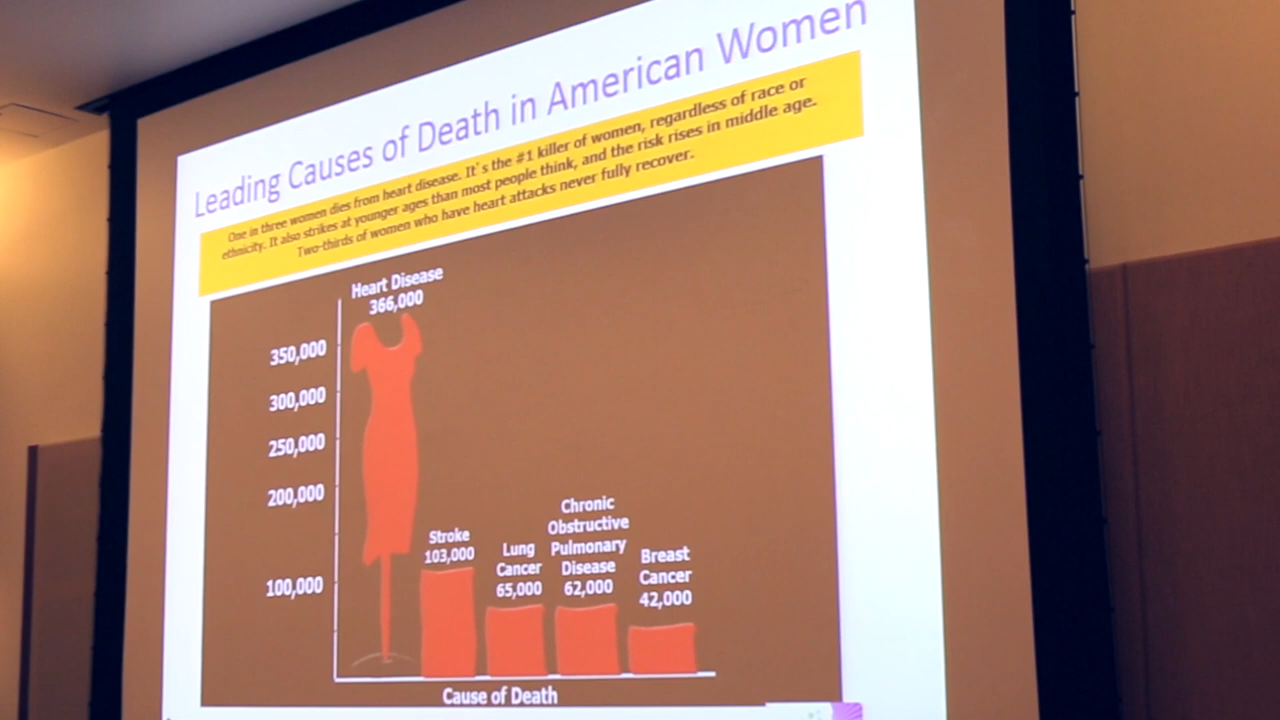 Leading Causes of Death in American Women
One in three women dies from heart disease. It's the #1 killer of women, regardless of race or
ethnicity. It also strikes at younger ages than most people think, and the risk rises in middle age.
Two-thirds of women who have heart attacks never fully recover.
Heart Disease
366,000
350,000
300,000
250,000
200,000
100,000
Stroke
103,000
Lung
Cancer
65,000
Chronic
Obstructive
Pulmonary
Disease
62,000
Breast
Cancer
42,000
Cause of Death